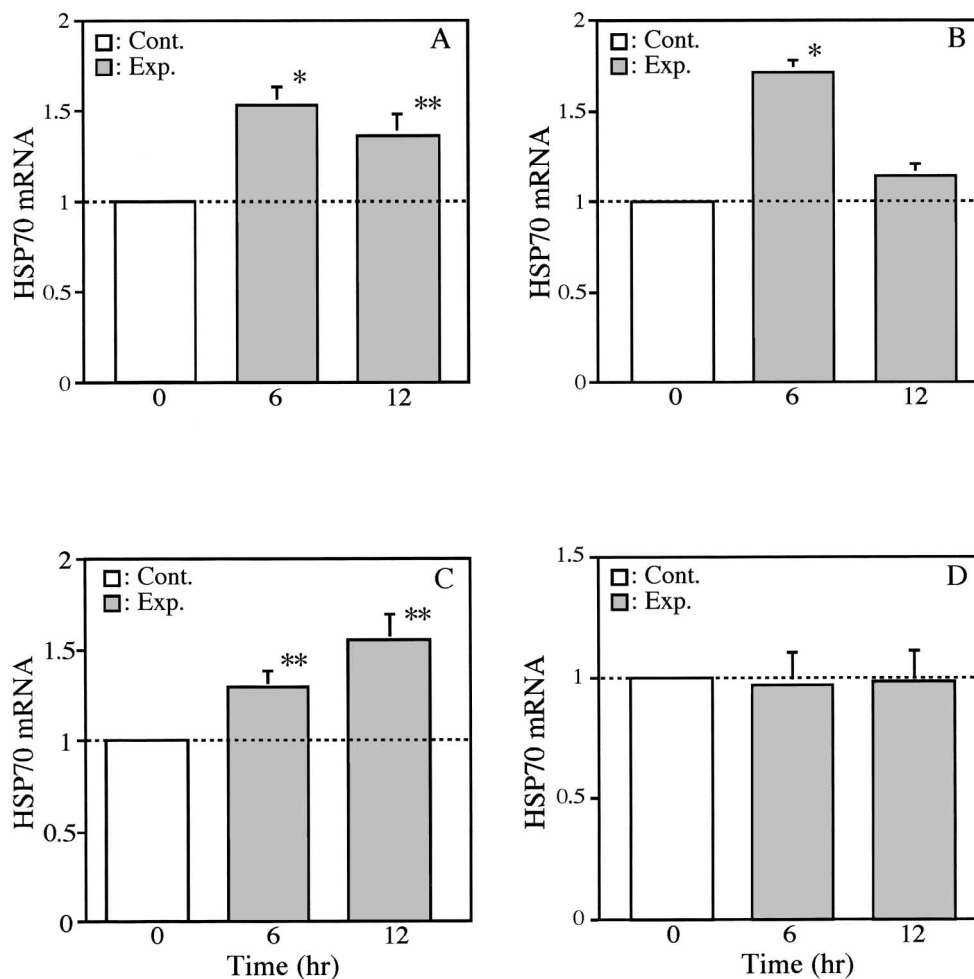 A
□: Cont.
■: Exp.
HSP70 mRNA
2
1.5
1
0.5
0
*
**
0 6 12
B
□: Cont.
■: Exp.
HSP70 mRNA
2
1.5
1
0.5
0
*
0 6 12
C
□: Cont.
■: Exp.
HSP70 mRNA
2
1.5
1
0.5
0
**
**
0 6 12
Time (hr)
D
□: Cont.
■: Exp.
HSP70 mRNA
1.5
1
0.5
0
0 6 12
Time (hr)